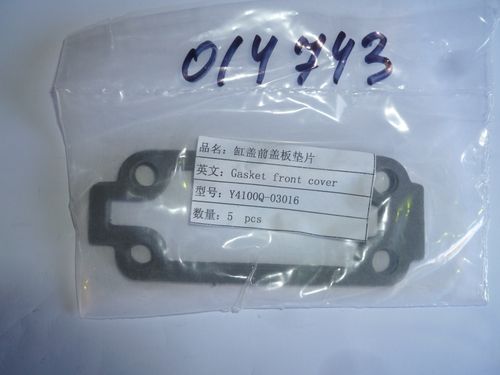 014743
品名：缸盖前盖板垫片
英文：Gasket front cover
型号：Y4100Q-03016
数量：5 pcs